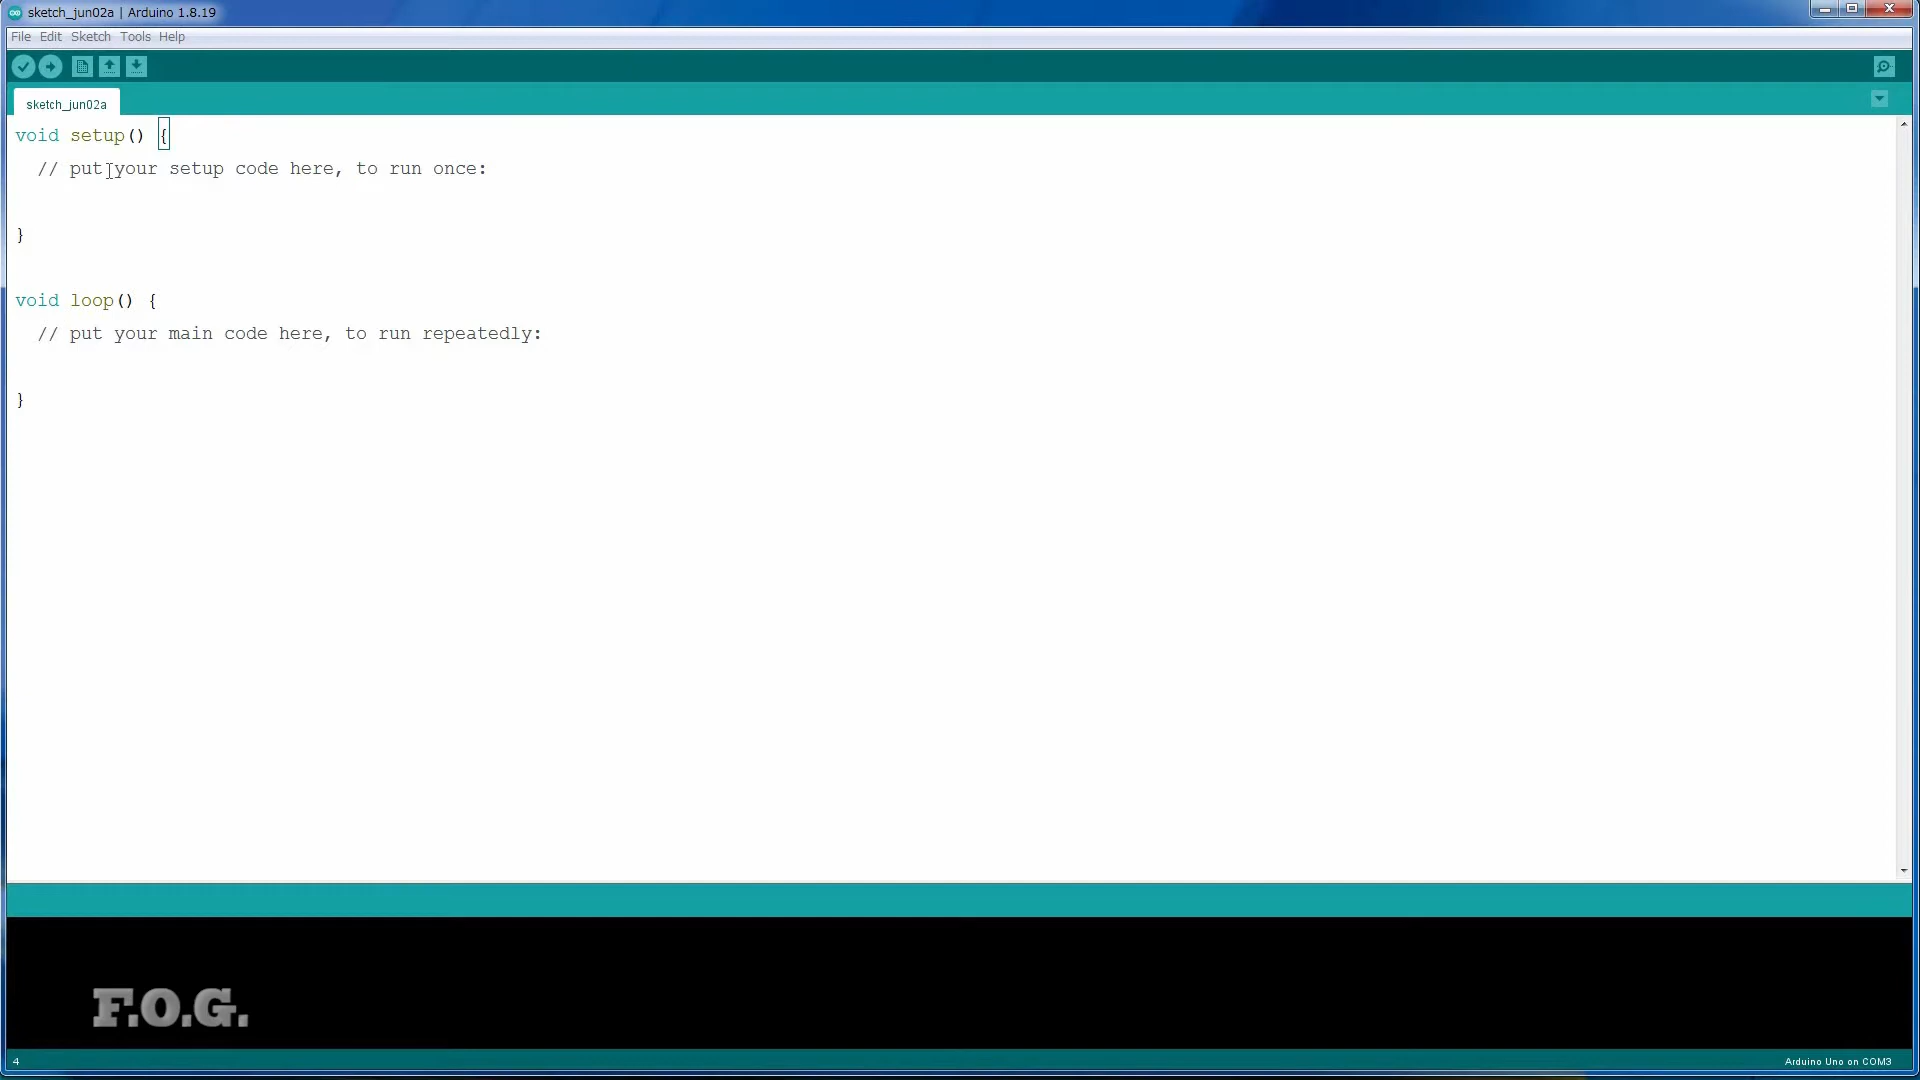 sketch_jun02a | Arduino 1.8.19
File Edit Sketch Tools Help
sketch_jun02a
void setup() {
// put your setup code here, to run once:
}
void loop() {
// put your main code here, to run repeatedly:
}
F.O.G.
4
Arduino Uno on COM3